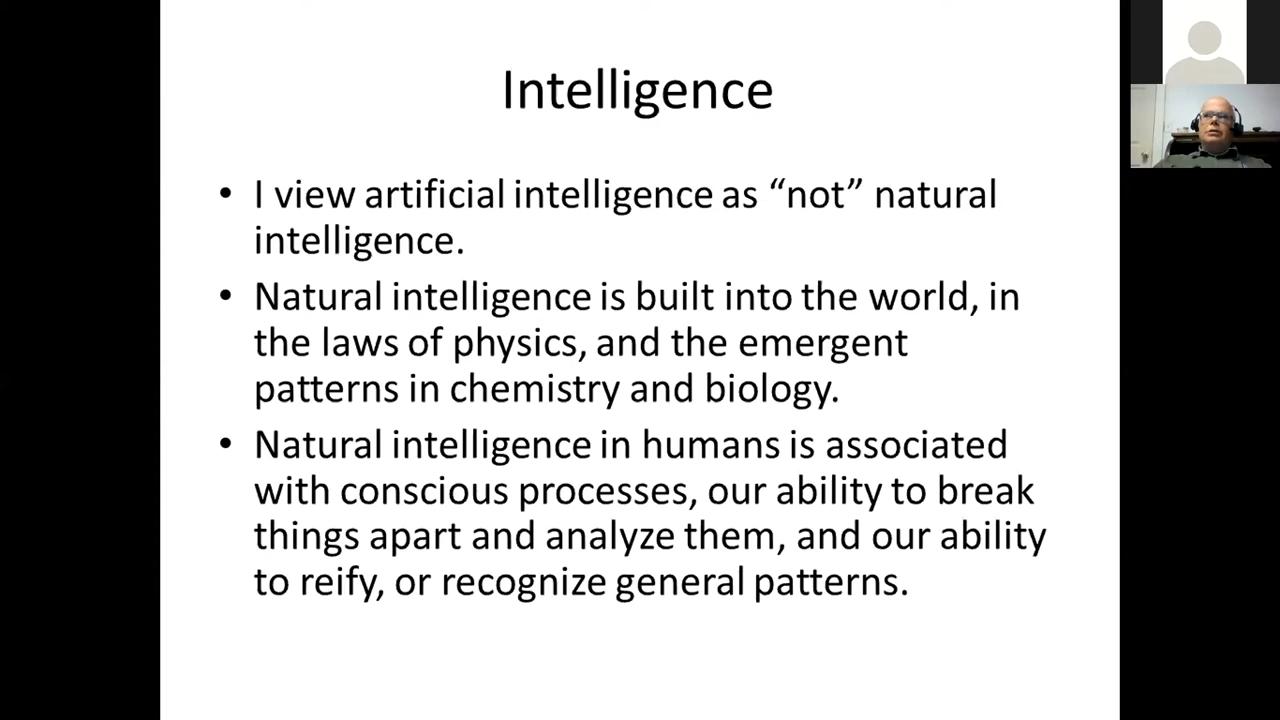 Intelligence
• I view artificial intelligence as “not” natural
intelligence.
• Natural intelligence is built into the world, in
the laws of physics, and the emergent
patterns in chemistry and biology.
• Natural intelligence in humans is associated
with conscious processes, our ability to break
things apart and analyze them, and our ability
to reify, or recognize general patterns.